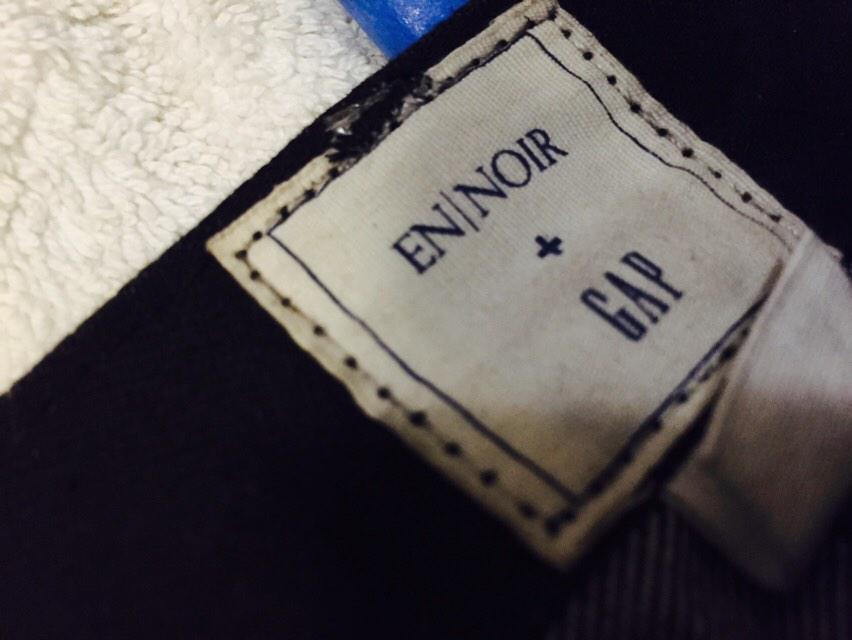 EN/NOIR
+
GAP